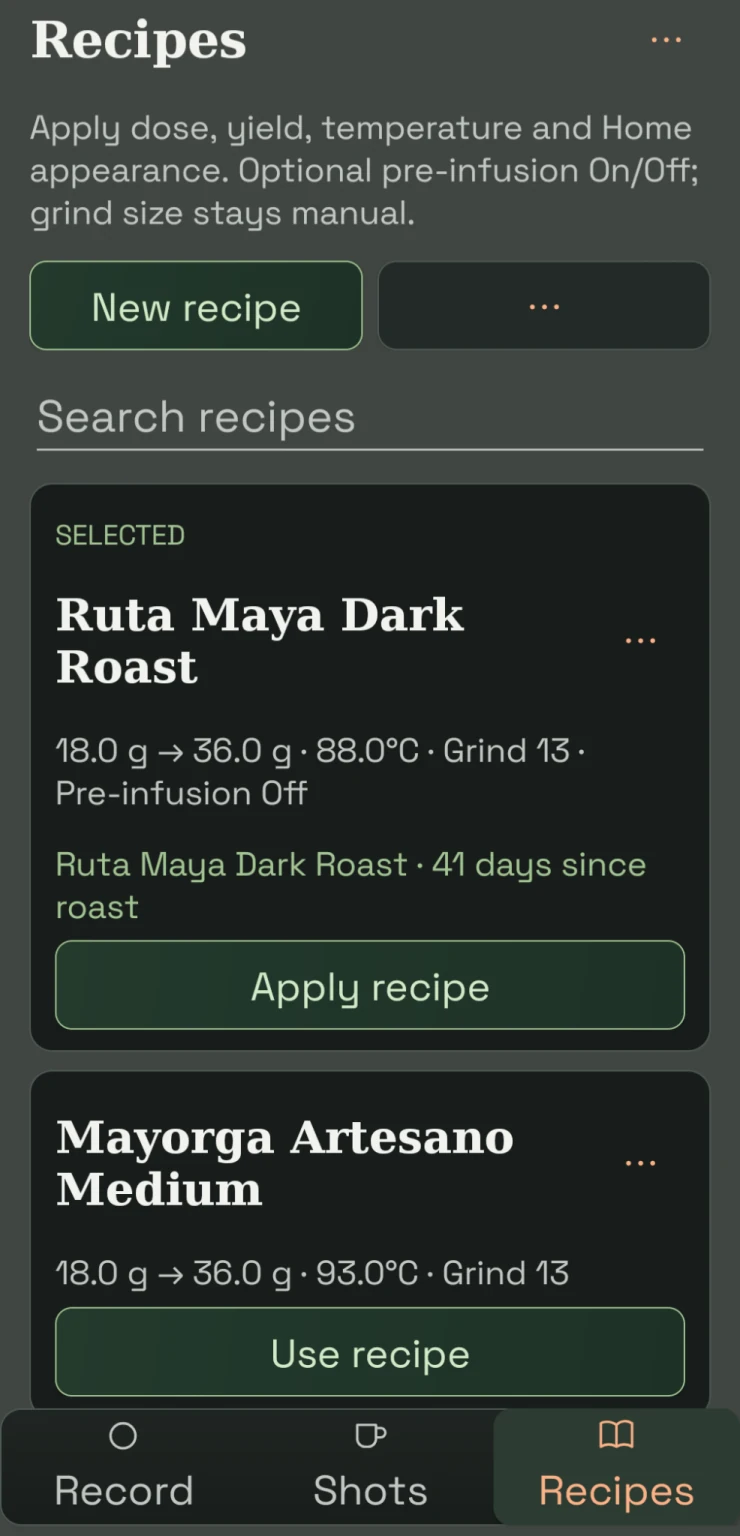 Recipes
...
Apply dose, yield, temperature and Home
appearance. Optional pre-infusion On/Off;
grind size stays manual.
New recipe
...
Search recipes
SELECTED
Ruta Maya Dark
Roast
...
18.0 g → 36.0 g · 88.0°C · Grind 13 ·
Pre-infusion Off
Ruta Maya Dark Roast · 41 days since
roast
Apply recipe
Mayorga Artesano
Medium
...
18.0 g → 36.0 g · 93.0°C · Grind 13
Use recipe
Record
Shots
Recipes